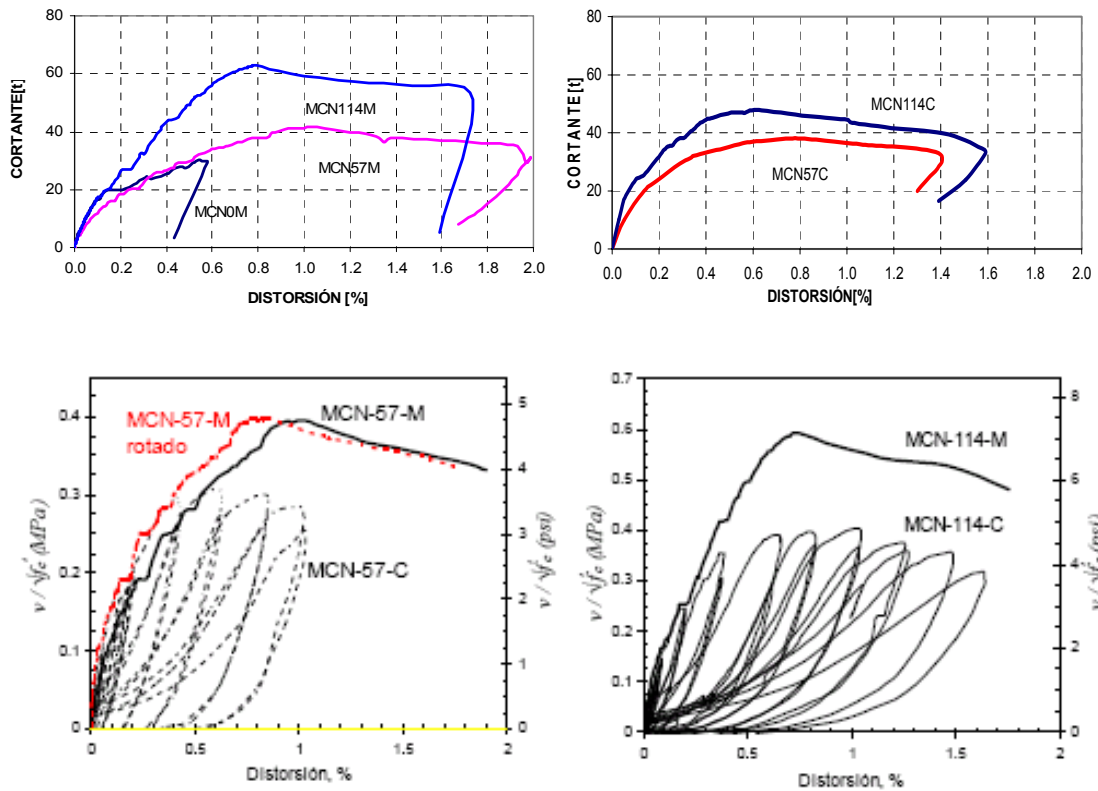 80
60
40
20
0
CORTANTE[t]
MCN114M
MCN57M
MCN0M
0.0 0.2 0.4 0.6 0.8 1.0 1.2 1.4 1.6 1.8 2.0
DISTORSIÓN [%]
80
60
40
20
0
CORTANTE[t]
MCN114C
MCN57C
0.0 0.2 0.4 0.6 0.8 1.0 1.2 1.4 1.6 1.8 2.0
DISTORSIÓN[%]
0.4
0.3
0.2
0.1
0
v / √f'c (MPa)
MCN-57-M
rotado
MCN-57-M
MCN-57-C
5
4
3
2
1
0
v / √f'c (psi)
0 0.5 1 1.5 2
Distorsión, %
0.7
0.6
0.5
0.4
0.3
0.2
0.1
0
v / √f'c (MPa)
MCN-114-M
MCN-114-C
8
6
4
2
0
v / √f'c (psi)
0 0.5 1 1.5 2
Distorsión, %